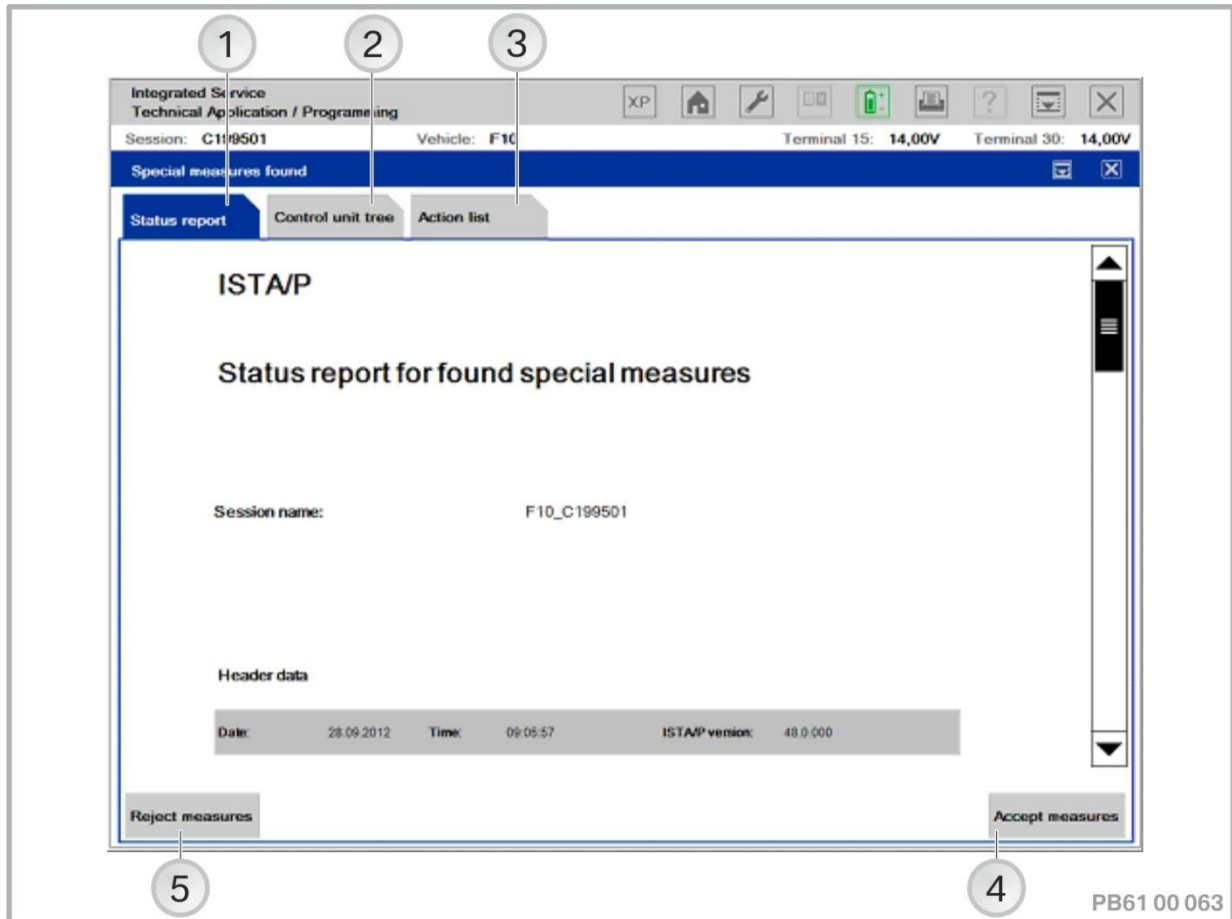 1 2 3
Integrated Service
Technical Application / Programming
XP ?
Session: C199501 Vehicle: F10 Terminal 15: 14,00V Terminal 30: 14,00V
Special measures found
Status report Control unit tree Action list
ISTA/P
Status report for found special measures
Session name: F10_C199501
Header data
Date: 28.09.2012 Time: 09:05:57 ISTA/P version: 48.0.000
Reject measures Accept measures
5 4
PB61 00 063